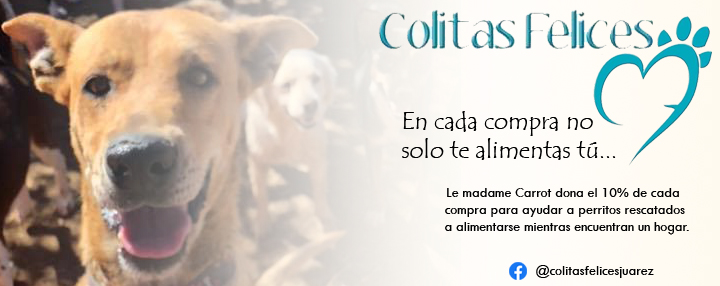 Colitas Felices
En cada compra no
solo te alimentas tú...
Le madame Carrot dona el 10% de cada
compra para ayudar a perritos rescatados
a alimentarse mientras encuentran un hogar.
@colitasfelicesjuarez